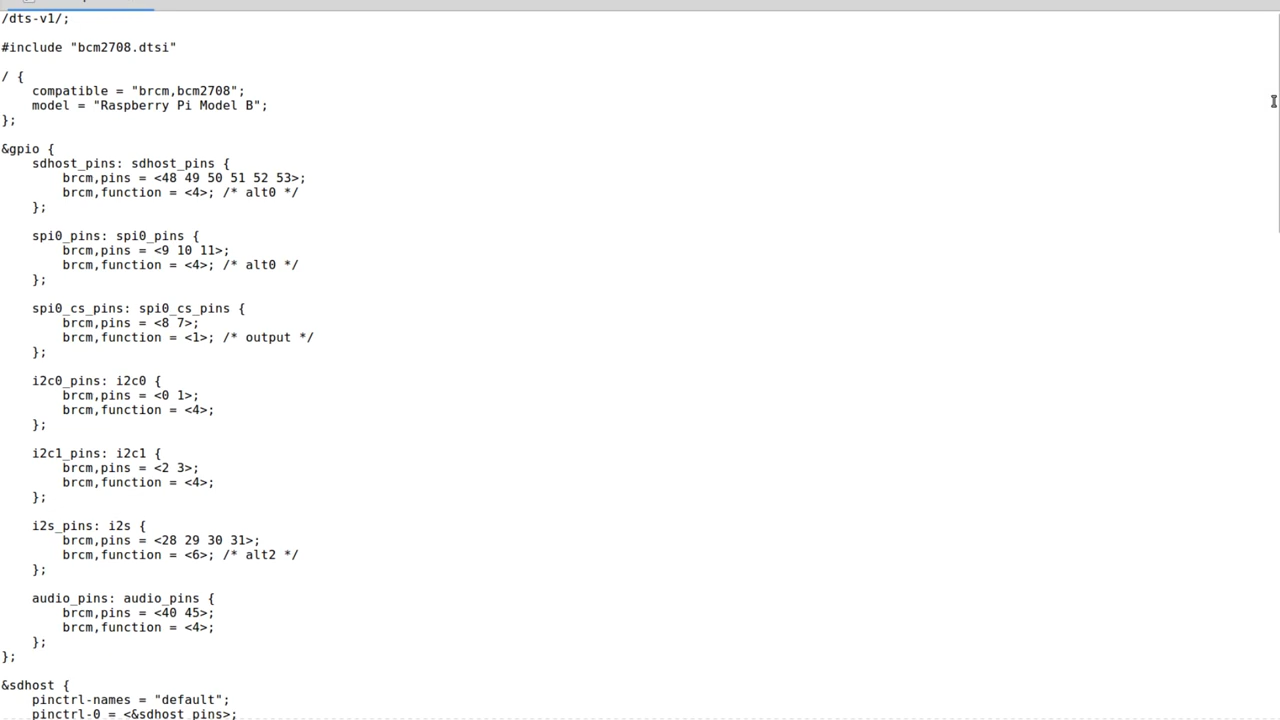 /dts-v1/;
#include "bcm2708.dtsi"
/ {
compatible = "brcm,bcm2708";
model = "Raspberry Pi Model B";
};
&gpio {
sdhost_pins: sdhost_pins {
brcm,pins = <48 49 50 51 52 53>;
brcm,function = <4>; /* alt0 */
};
spi0_pins: spi0_pins {
brcm,pins = <9 10 11>;
brcm,function = <4>; /* alt0 */
};
spi0_cs_pins: spi0_cs_pins {
brcm,pins = <8 7>;
brcm,function = <1>; /* output */
};
i2c0_pins: i2c0 {
brcm,pins = <0 1>;
brcm,function = <4>;
};
i2c1_pins: i2c1 {
brcm,pins = <2 3>;
brcm,function = <4>;
};
i2s_pins: i2s {
brcm,pins = <28 29 30 31>;
brcm,function = <6>; /* alt2 */
};
audio_pins: audio_pins {
brcm,pins = <40 45>;
brcm,function = <4>;
};
};
&sdhost {
pinctrl-names = "default";
pinctrl-0 = <&sdhost_pins>;